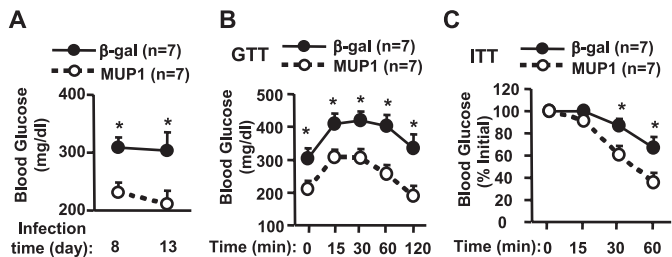 A
β-gal (n=7)
MUP1 (n=7)
Blood Glucose
(mg/dl)
400
300
200
*
*
Infection
time (day):
8
13
B
GTT
β-gal (n=7)
MUP1 (n=7)
Blood Glucose
(mg/dl)
500
400
300
200
100
*
*
*
*
*
Time (min):
0
15
30
60
120
C
ITT
β-gal (n=7)
MUP1 (n=7)
Blood Glucose
(% Initial)
120
100
80
60
40
20
0
*
*
Time (min):
0
15
30
60